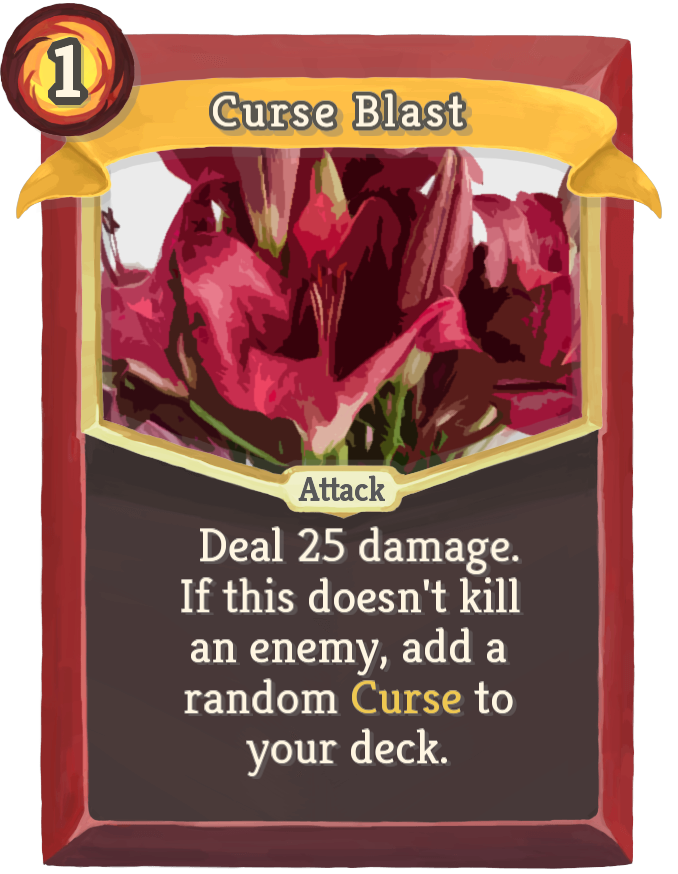 1
Curse Blast
Attack
Deal 25 damage.
If this doesn't kill
an enemy, add a
random Curse to
your deck.